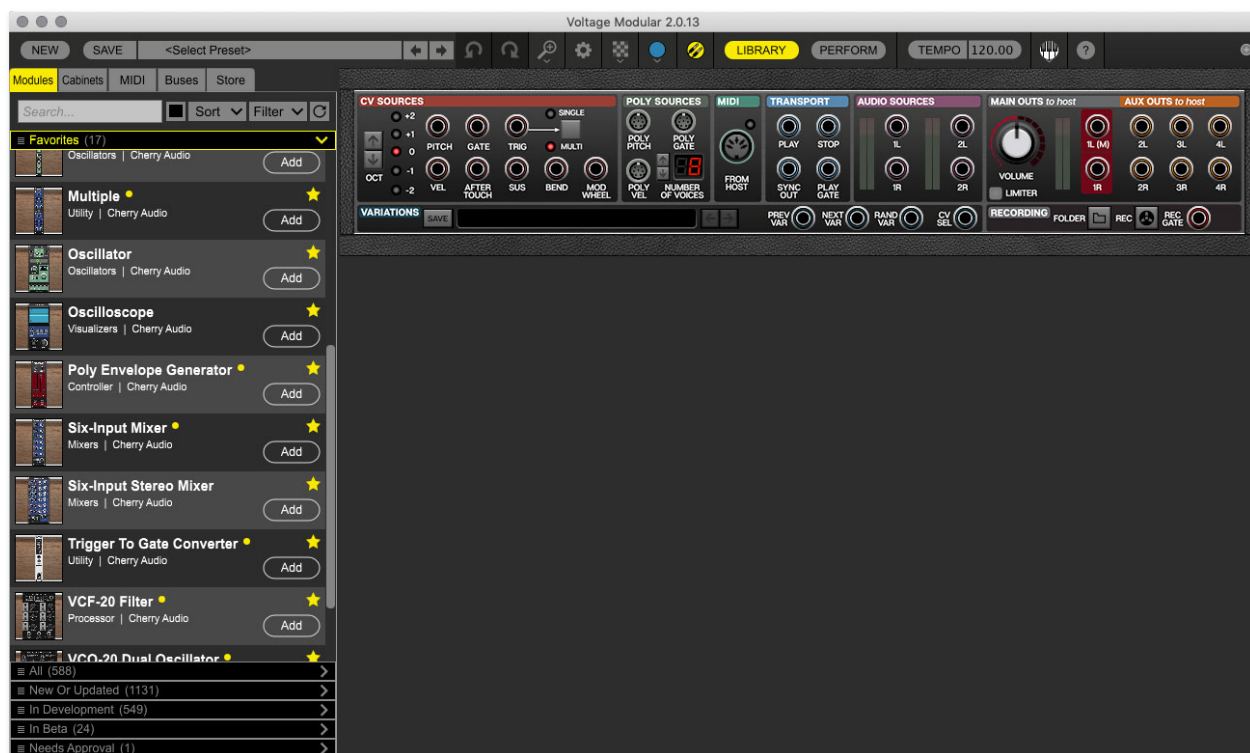 Voltage Modular 2.0.13
NEW SAVE <Select Preset> LIBRARY PERFORM TEMPO 120.00 ?
Modules Cabinets MIDI Buses Store
Search... Sort Filter
Favorites (17)
Oscillators | Cherry Audio
Add
Multiple
Utility | Cherry Audio
Add
Oscillator
Oscillators | Cherry Audio
Add
Oscilloscope
Visualizers | Cherry Audio
Add
Poly Envelope Generator
Controller | Cherry Audio
Add
Six-Input Mixer
Mixers | Cherry Audio
Add
Six-Input Stereo Mixer
Mixers | Cherry Audio
Add
Trigger To Gate Converter
Utility | Cherry Audio
Add
VCF-20 Filter
Processor | Cherry Audio
Add
VCO-20 Dual Oscillator
All (588)
New Or Updated (1131)
In Development (549)
In Beta (24)
Needs Approval (1)
CV SOURCES
+2
+1
0
-1
-2
OCT
SINGLE
MULTI
PITCH GATE TRIG
VEL AFTER TOUCH SUS BEND MOD WHEEL
POLY SOURCES
POLY PITCH POLY GATE
POLY VEL NUMBER OF VOICES
8
MIDI
FROM HOST
TRANSPORT
PLAY STOP
SYNC OUT PLAY GATE
AUDIO SOURCES
1L 2L
1R 2R
MAIN OUTS to host
VOLUME
LIMITER
1L (M)
1R
AUX OUTS to host
2L 3L 4L
2R 3R 4R
VARIATIONS SAVE
PREV VAR NEXT VAR RAND VAR CV SEL
RECORDING FOLDER REC REC GATE